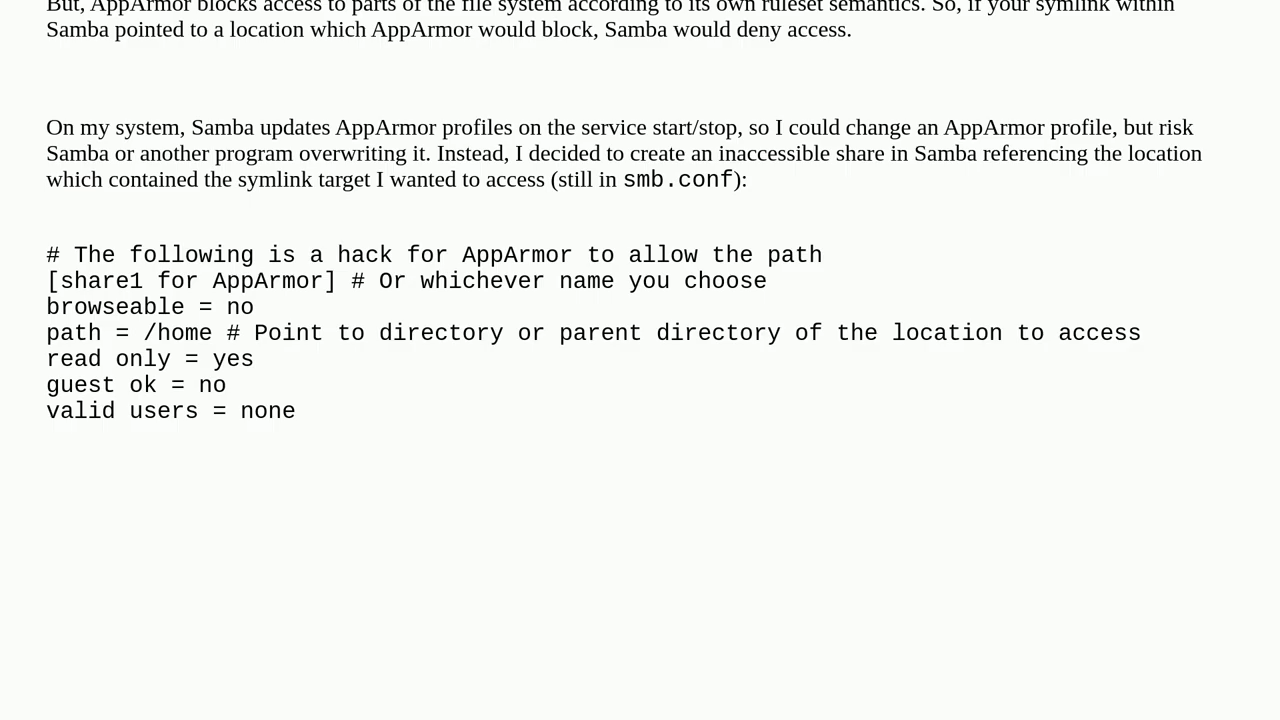 But, AppArmor blocks access to parts of the file system according to its own ruleset semantics. So, if your symlink within
Samba pointed to a location which AppArmor would block, Samba would deny access.
On my system, Samba updates AppArmor profiles on the service start/stop, so I could change an AppArmor profile, but risk
Samba or another program overwriting it. Instead, I decided to create an inaccessible share in Samba referencing the location
which contained the symlink target I wanted to access (still in smb.conf):
# The following is a hack for AppArmor to allow the path
[share1 for AppArmor] # Or whichever name you choose
browseable = no
path = /home # Point to directory or parent directory of the location to access
read only = yes
guest ok = no
valid users = none